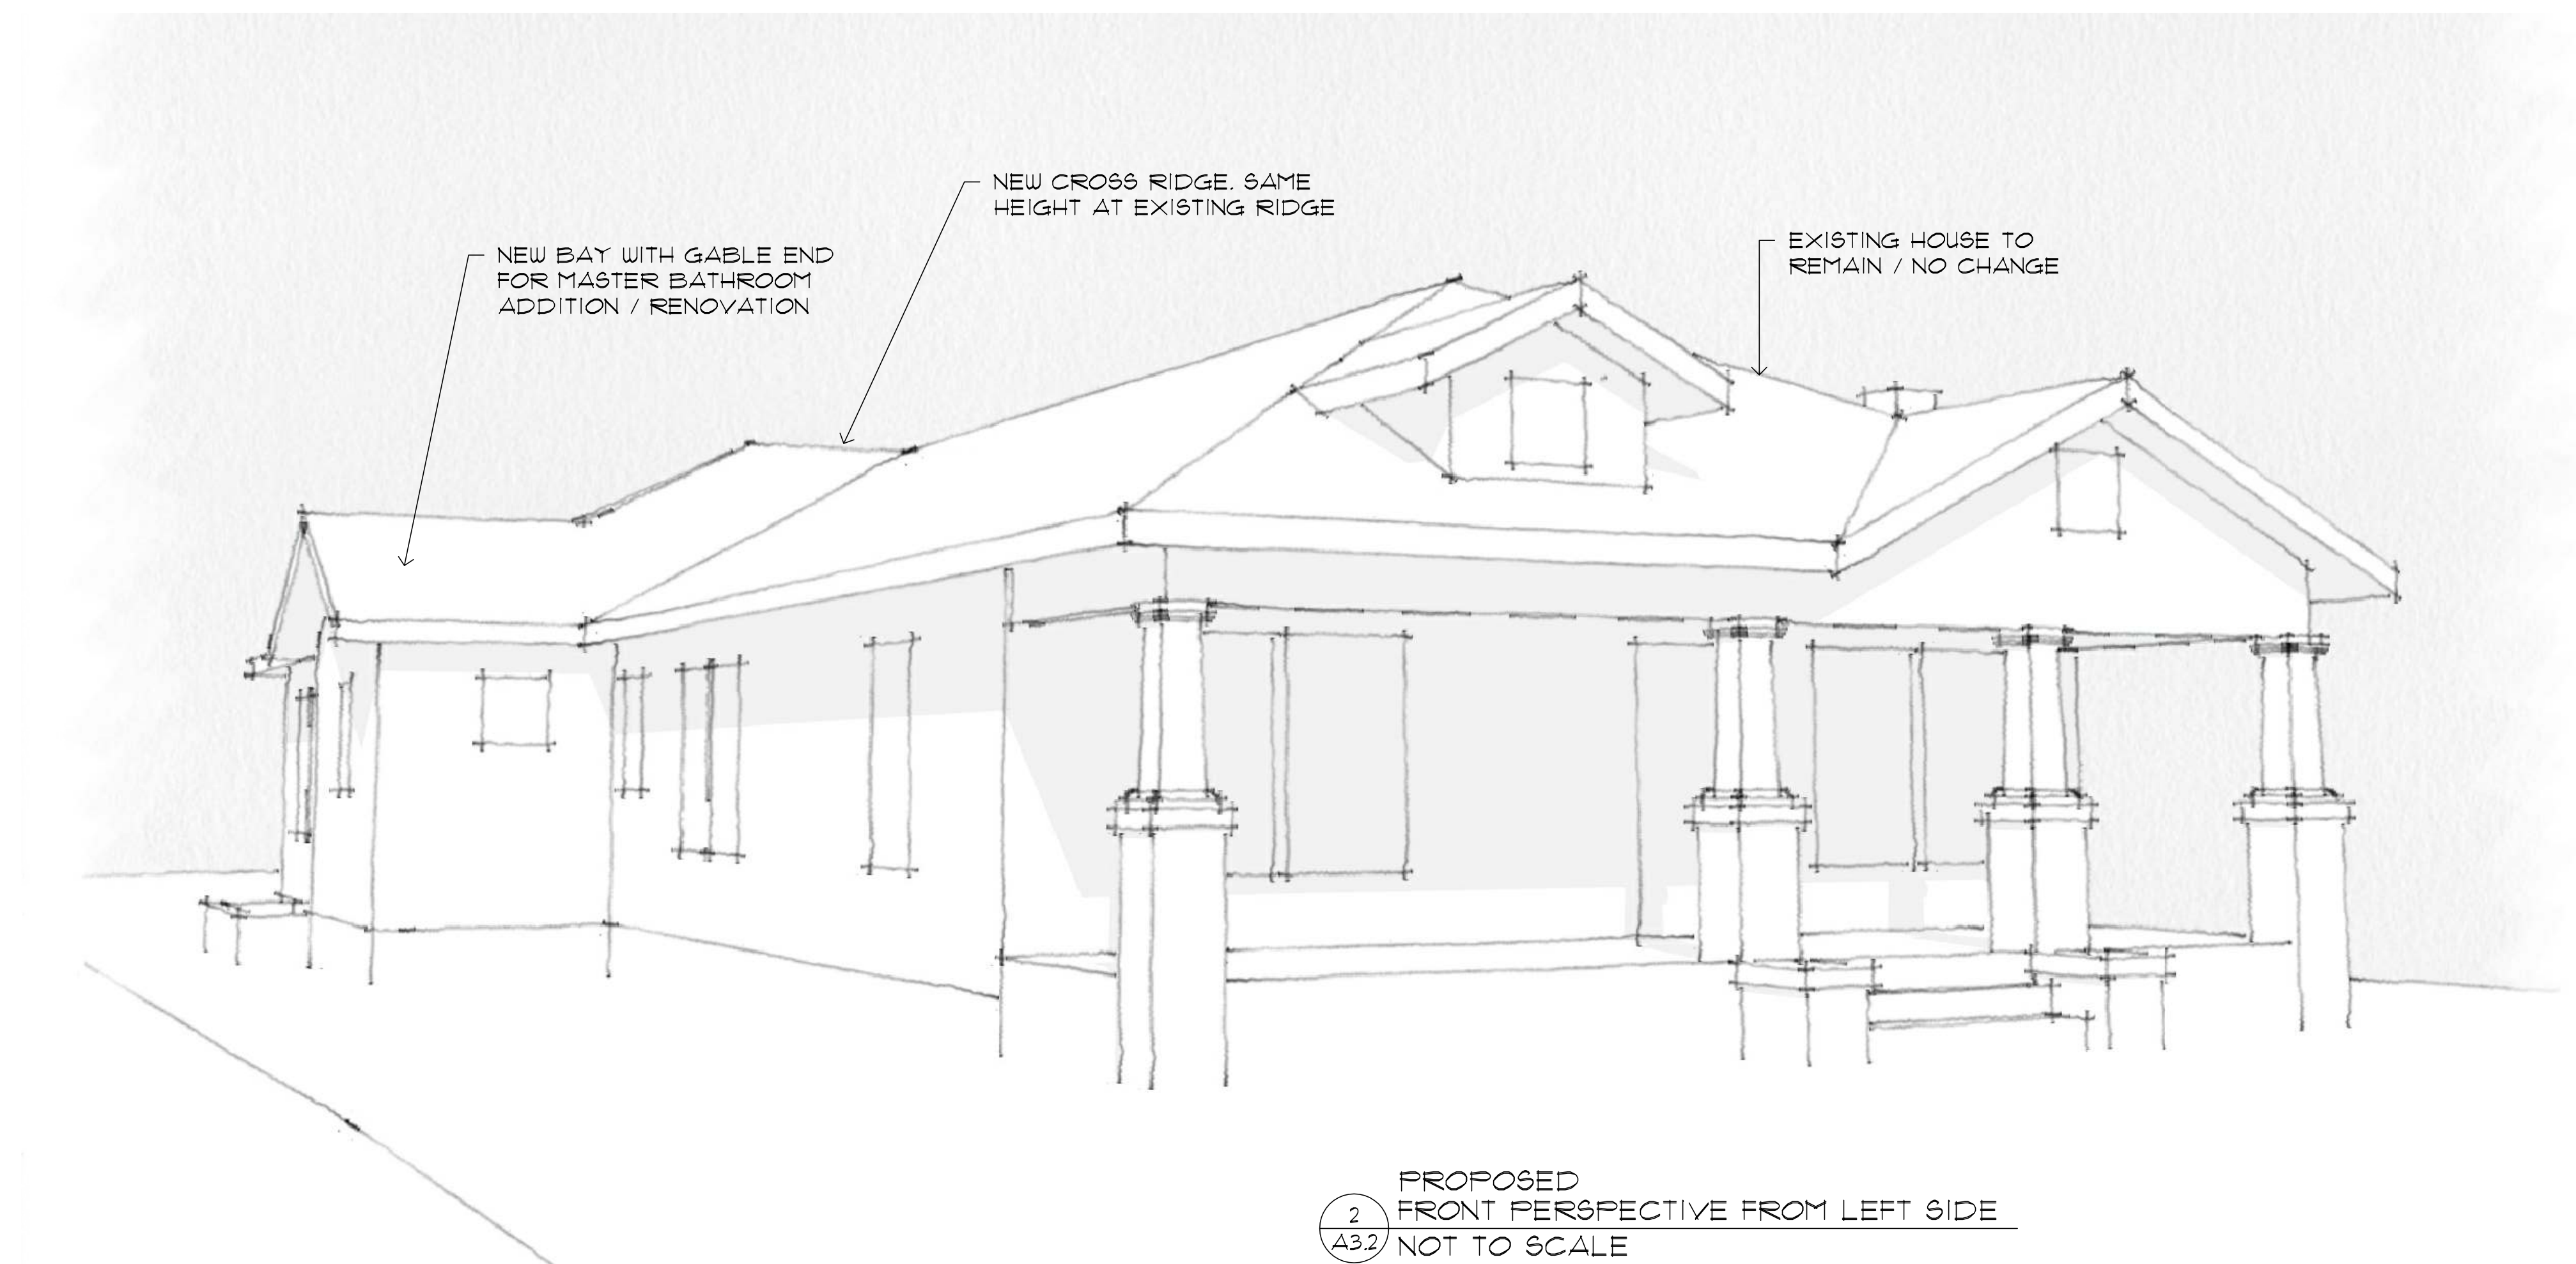 NEW CROSS RIDGE. SAME
HEIGHT AT EXISTING RIDGE
NEW BAY WITH GABLE END
FOR MASTER BATHROOM
ADDITION / RENOVATION
EXISTING HOUSE TO
REMAIN / NO CHANGE
PROPOSED
2
FRONT PERSPECTIVE FROM LEFT SIDE
A3.2
NOT TO SCALE